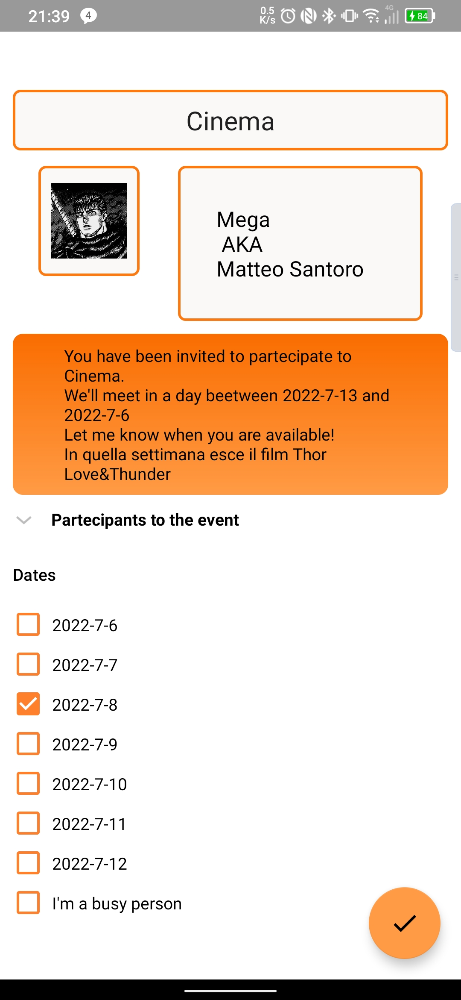 21:39
4
0.5
K/s
4G
84
Cinema
Mega
AKA
Matteo Santoro
You have been invited to partecipate to
Cinema.
We'll meet in a day beetween 2022-7-13 and
2022-7-6
Let me know when you are available!
In quella settimana esce il film Thor
Love&Thunder
Partecipants to the event
Dates
2022-7-6
2022-7-7
2022-7-8
2022-7-9
2022-7-10
2022-7-11
2022-7-12
I'm a busy person